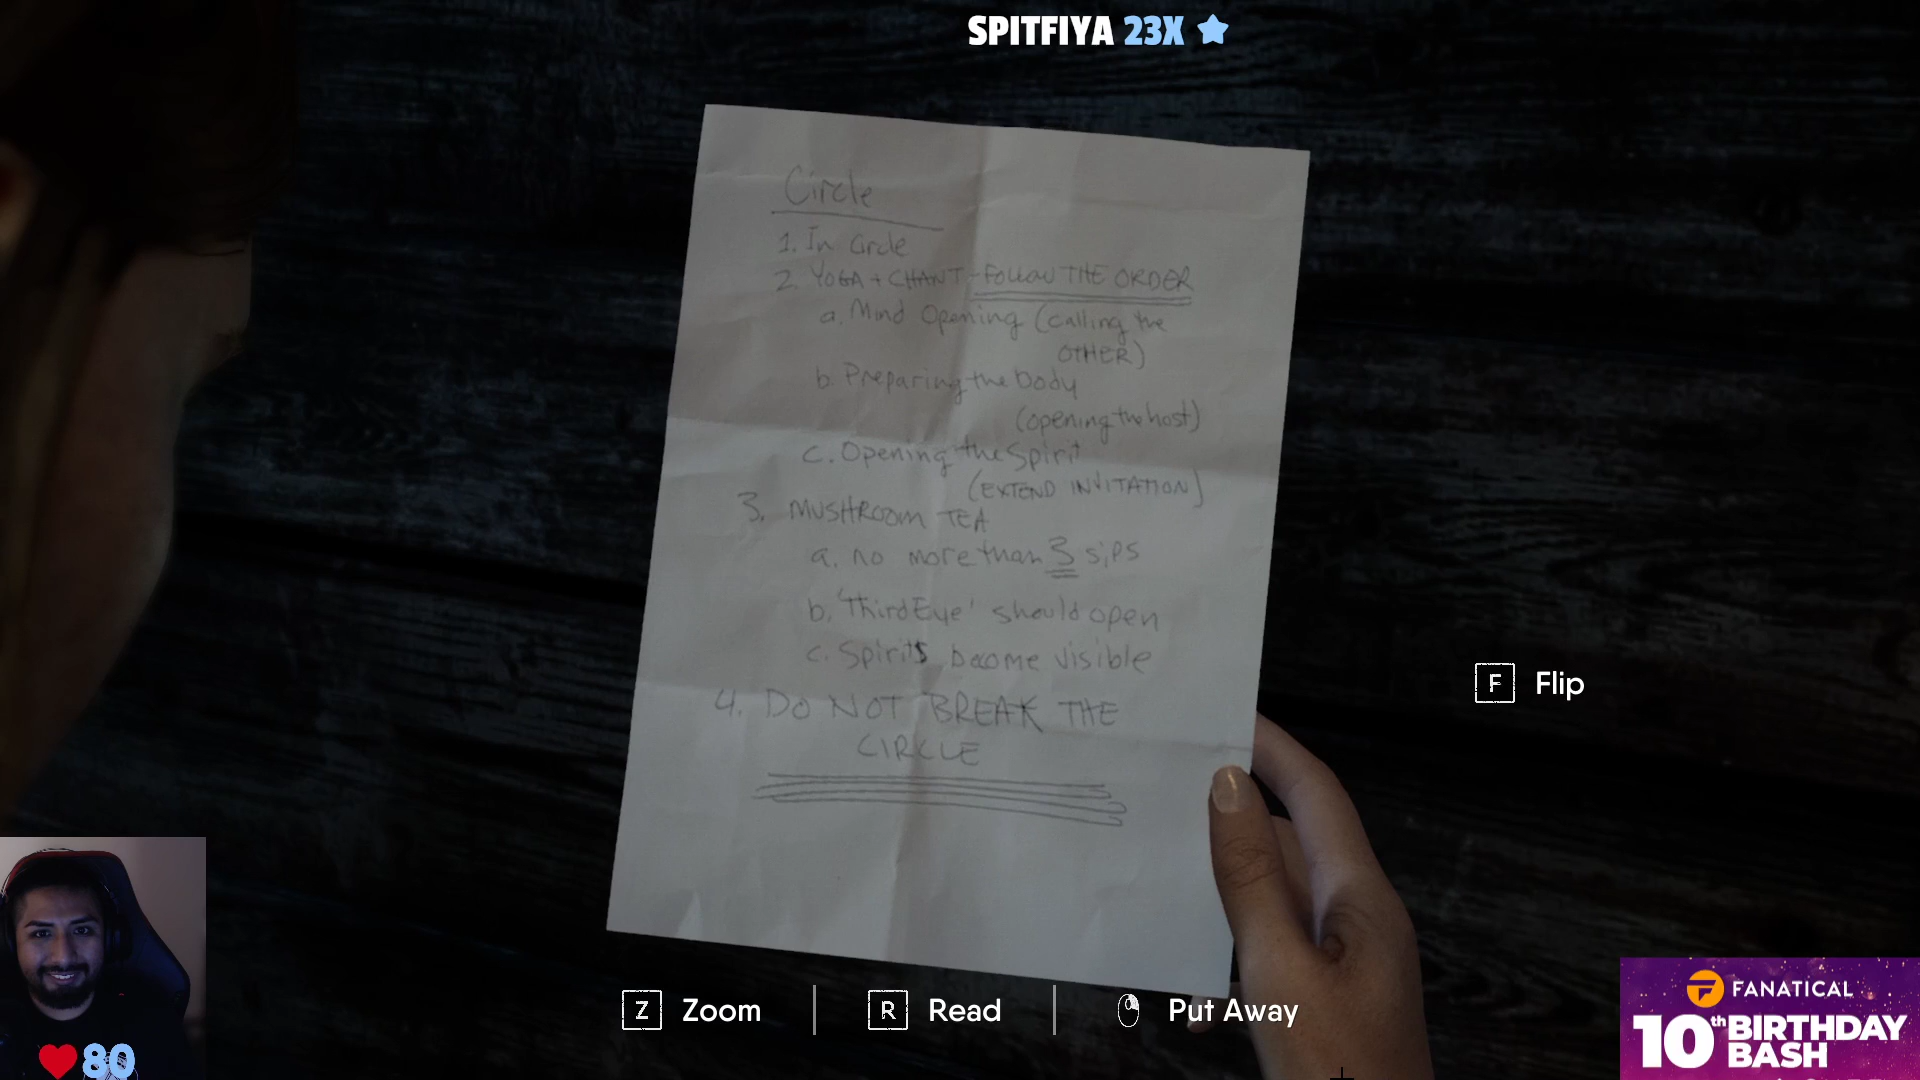 SPITFIYA 23X
Circle
1. In Circle
2. YOGA + CHANT - FOLLOW THE ORDER
a. Mind Opening (calling the
OTHER)
b. Preparing the body
(opening the host)
c. Opening the Spirit
(EXTEND INVITATION)
3. MUSHROOM TEA
a. no more than 3 sips
b. 'Third Eye' should open
c. Spirits become visible
4. DO NOT BREAK THE
CIRCLE
F Flip
Z Zoom
R Read
Put Away
80
FANATICAL
10th BIRTHDAY
BASH